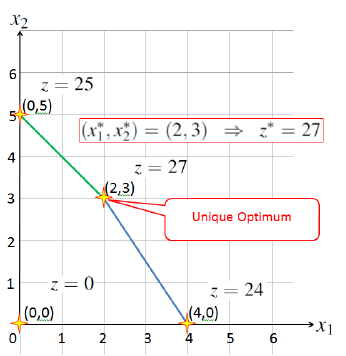 x₂
6
z = 25
5
(0,5)
(x₁*, x₂*) = (2,3) ⇒ z* = 27
4
z = 27
3
(2,3)
Unique Optimum
2
1
z = 0
z = 24
(0,0)
(4,0)
x₁
0 1 2 3 4 5 6